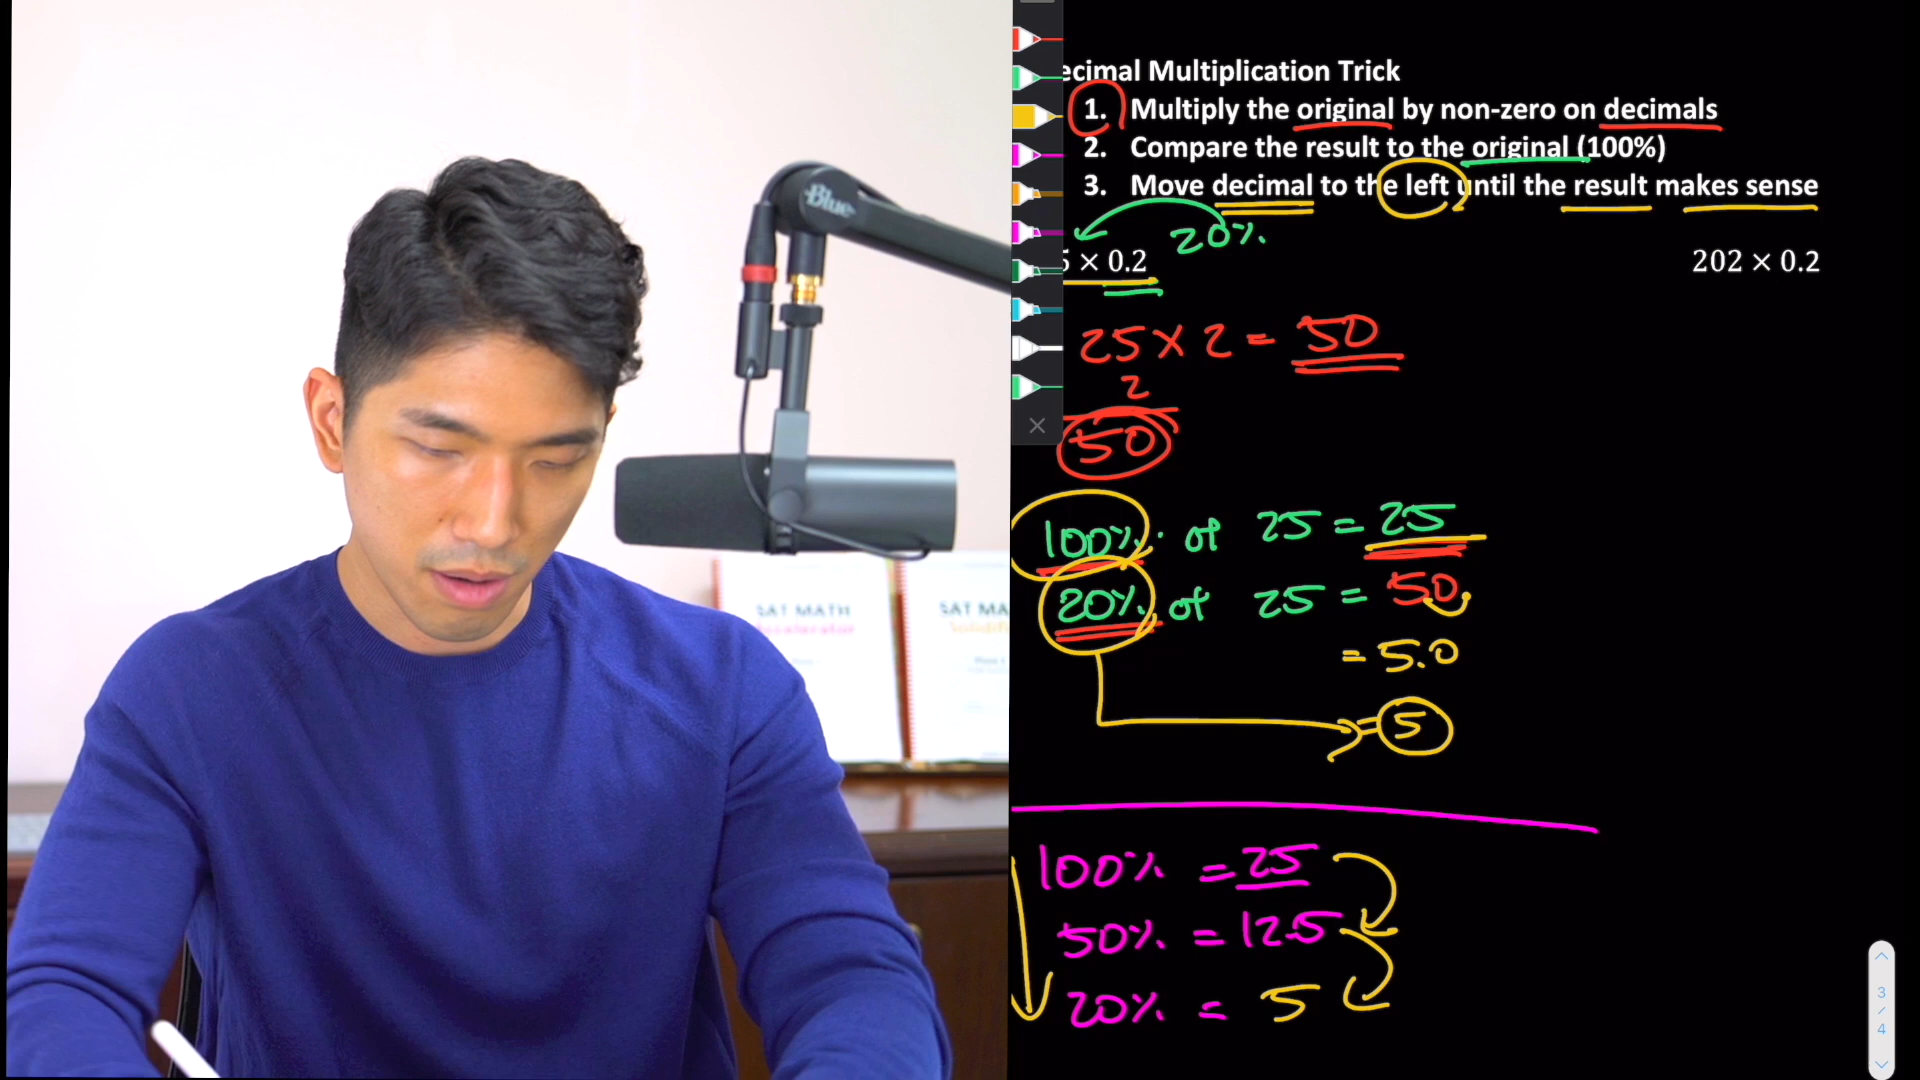 ecimal Multiplication Trick
1. Multiply the original by non-zero on decimals
2. Compare the result to the original (100%)
3. Move decimal to the left until the result makes sense
20%
5 × 0.2
202 × 0.2
25 × 2 = 50
2
50
100% of 25 = 25
20% of 25 = 50
= 5.0
= 5
100% = 25
50% = 12.5
20% = 5
Blue
SAT MATH
SAT MATH
3 / 4